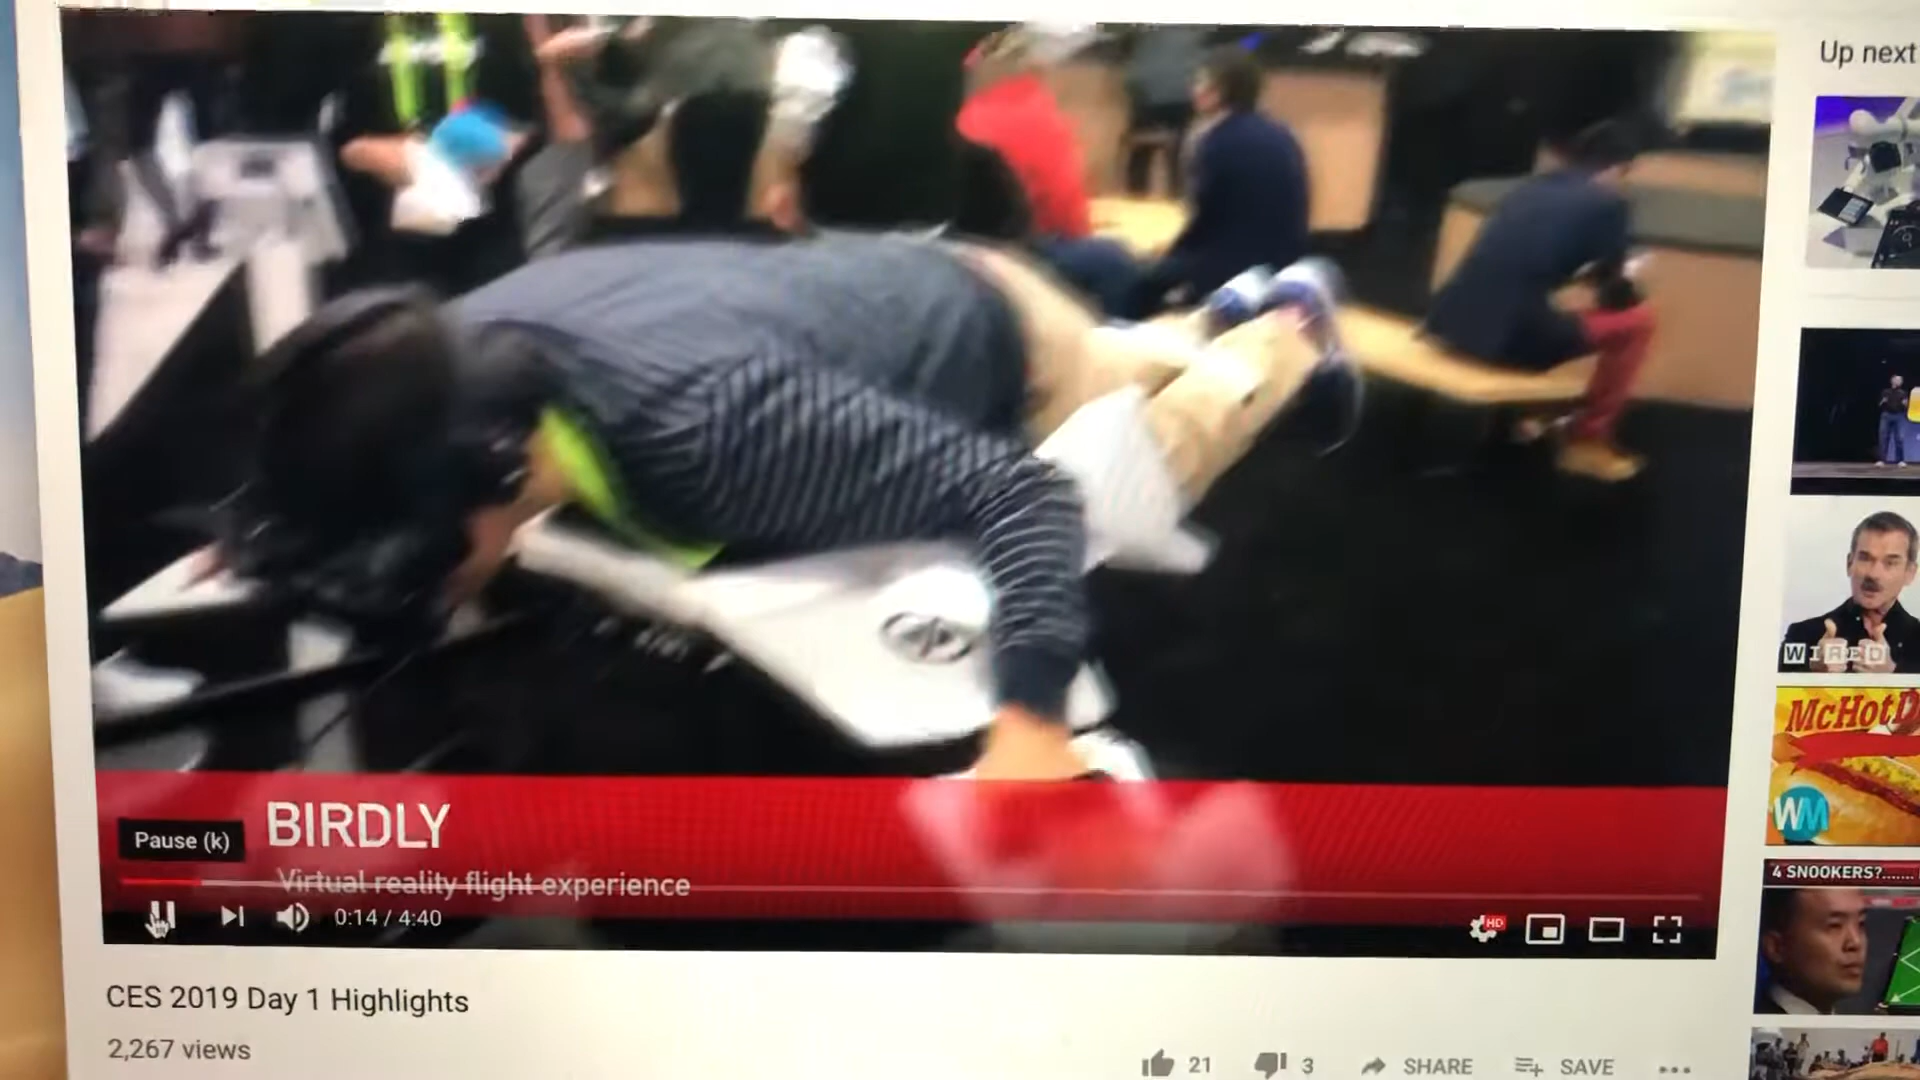 Up next
WIRED
McHotD
WM
4 SNOOKERS?.......
BIRDLY
Pause (k)
Virtual reality flight experience
0:14 / 4:40
HD
CES 2019 Day 1 Highlights
2,267 views
21
3
SHARE
SAVE